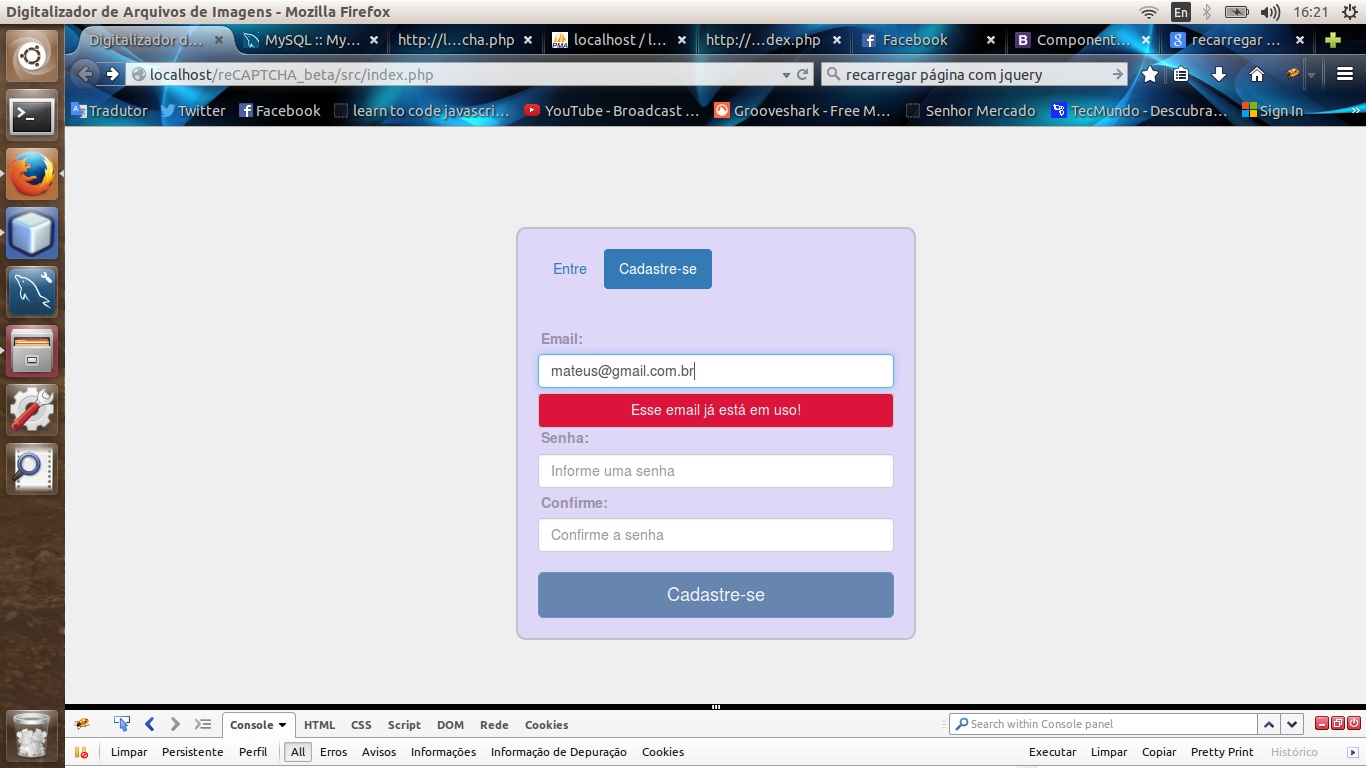 Digitalizador de Arquivos de Imagens - Mozilla Firefox
En
16:21
Digitalizador d...
MySQL :: My...
http://l...cha.php
localhost / l...
http://...dex.php
Facebook
Component...
recarregar ...
localhost/reCAPTCHA_beta/src/index.php
recarregar página com jquery
Tradutor
Twitter
Facebook
learn to code javascri...
YouTube - Broadcast ...
Grooveshark - Free M...
Senhor Mercado
TecMundo - Descubra...
Sign In
Entre
Cadastre-se
Email:
mateus@gmail.com.br
Esse email já está em uso!
Senha:
Informe uma senha
Confirme:
Confirme a senha
Cadastre-se
Console
HTML
CSS
Script
DOM
Rede
Cookies
Search within Console panel
Limpar
Persistente
Perfil
All
Erros
Avisos
Informações
Informação de Depuração
Cookies
Executar
Limpar
Copiar
Pretty Print
Histórico